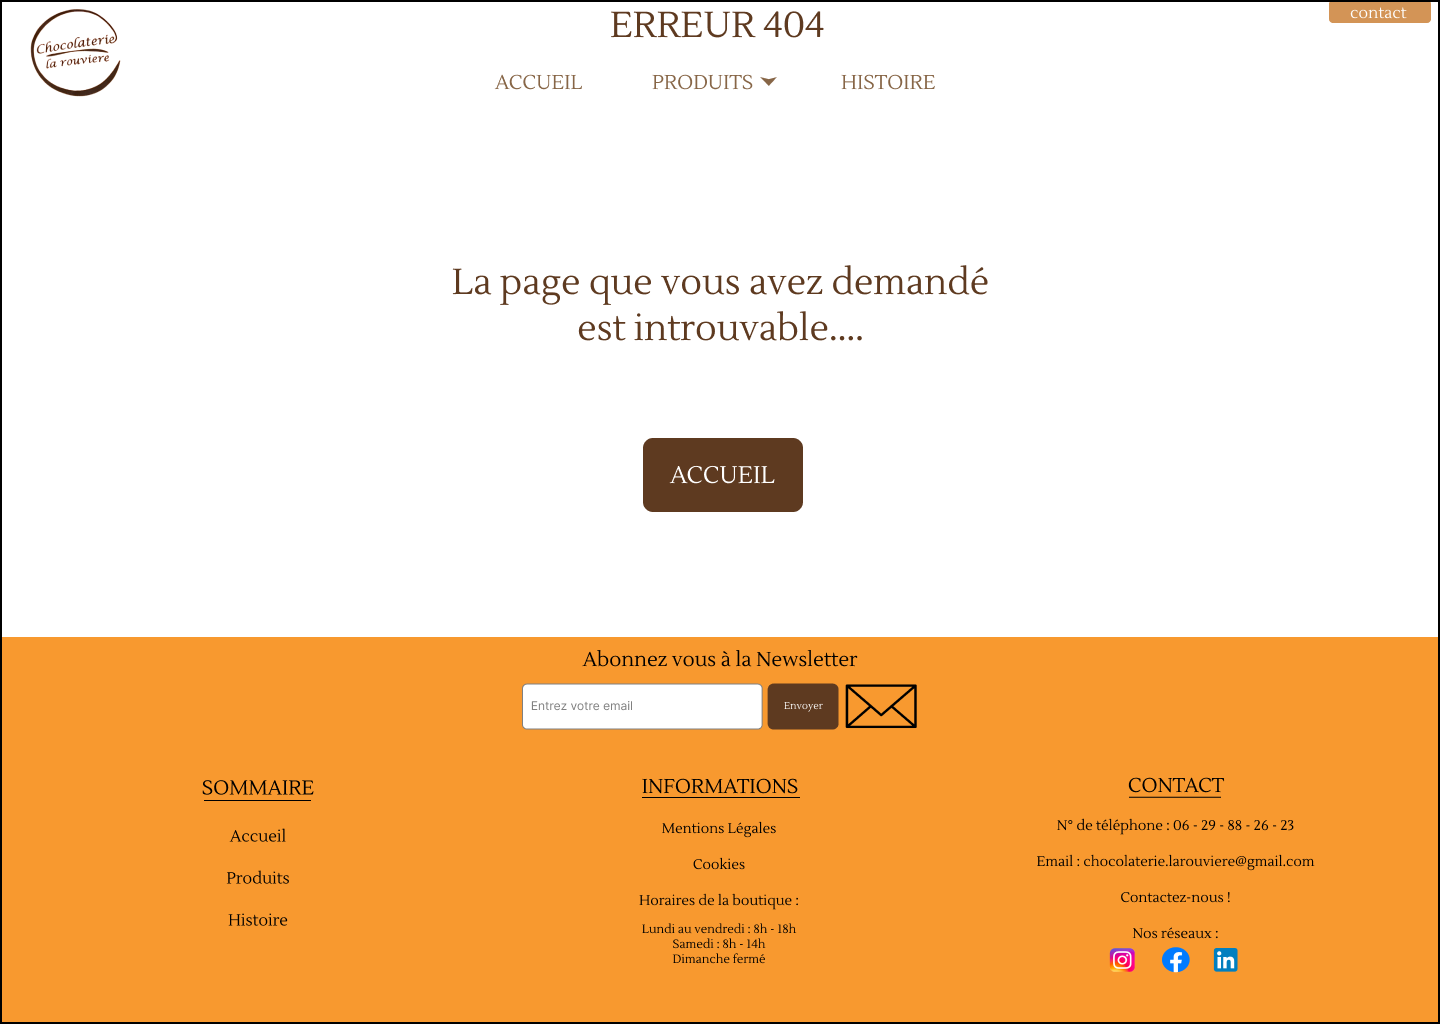 Chocolaterie
la rouviere
ERREUR 404
contact
ACCUEIL
PRODUITS
HISTOIRE
La page que vous avez demandé
est introuvable....
ACCUEIL
Abonnez vous à la Newsletter
Entrez votre email
Envoyer
SOMMAIRE
Accueil
Produits
Histoire
INFORMATIONS
Mentions Légales
Cookies
Horaires de la boutique :
Lundi au vendredi : 8h - 18h
Samedi : 8h - 14h
Dimanche fermé
CONTACT
N° de téléphone : 06 - 29 - 88 - 26 - 23
Email : chocolaterie.larouviere@gmail.com
Contactez-nous !
Nos réseaux :
in